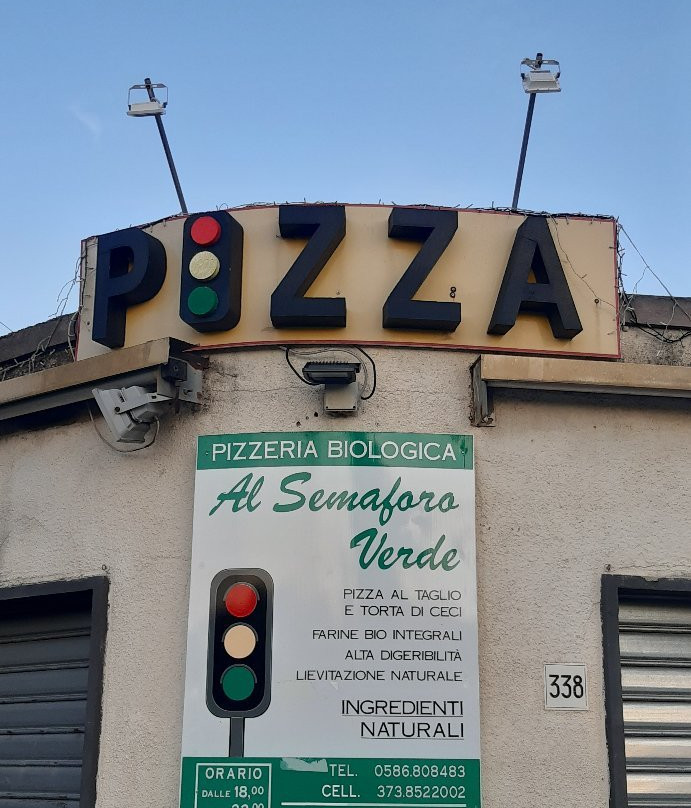 PIZZA
PIZZERIA BIOLOGICA
Al Semaforo
Verde
PIZZA AL TAGLIO
E TORTA DI CECI
FARINE BIO INTEGRALI
ALTA DIGERIBILITÀ
LIEVITAZIONE NATURALE
INGREDIENTI
NATURALI
338
ORARIO
DALLE 18,00
TEL. 0586.808483
CELL. 373.8522002